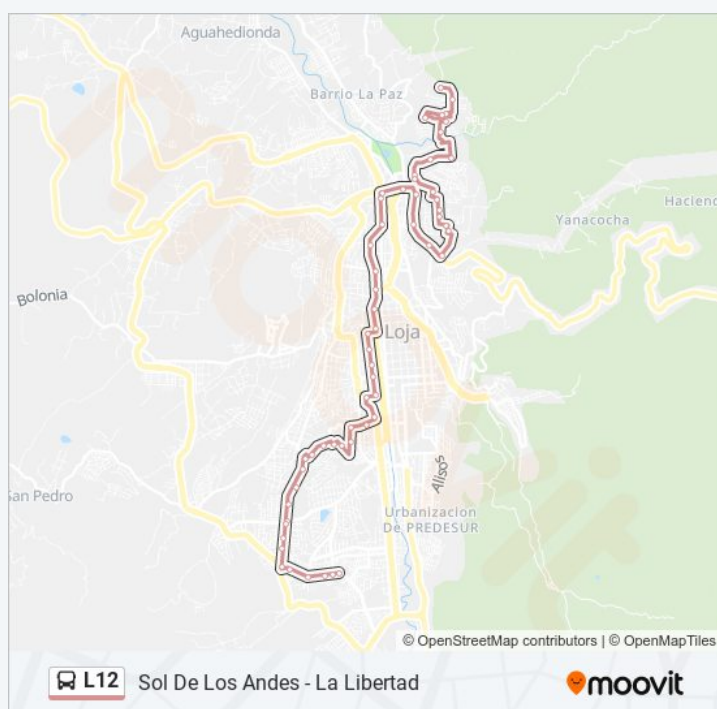 Aguahedionda
Barrio La Paz
Yanacocha
Hacien
Bolonia
Loja
Alisos
San Pedro
Urbanizacion
De PREDESUR
© OpenStreetMap contributors | © OpenMapTiles
L12 Sol De Los Andes - La Libertad
moovit